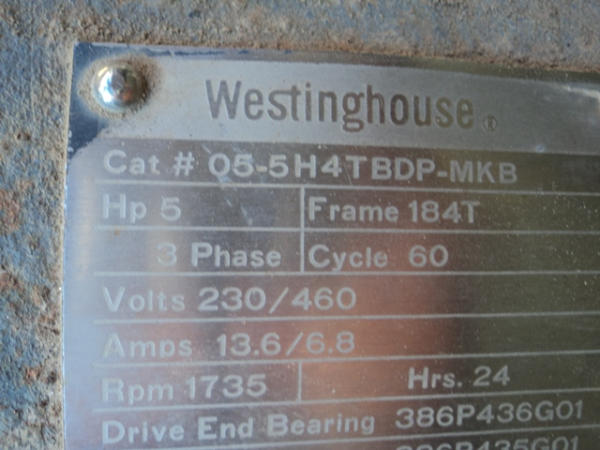 Westinghouse®
Cat # 05-5H4TBDP-MKB
Hp 5 Frame 184T
3 Phase Cycle 60
Volts 230/460
Amps 13.6/6.8
Rpm 1735 Hrs. 24
Drive End Bearing 386P436G01